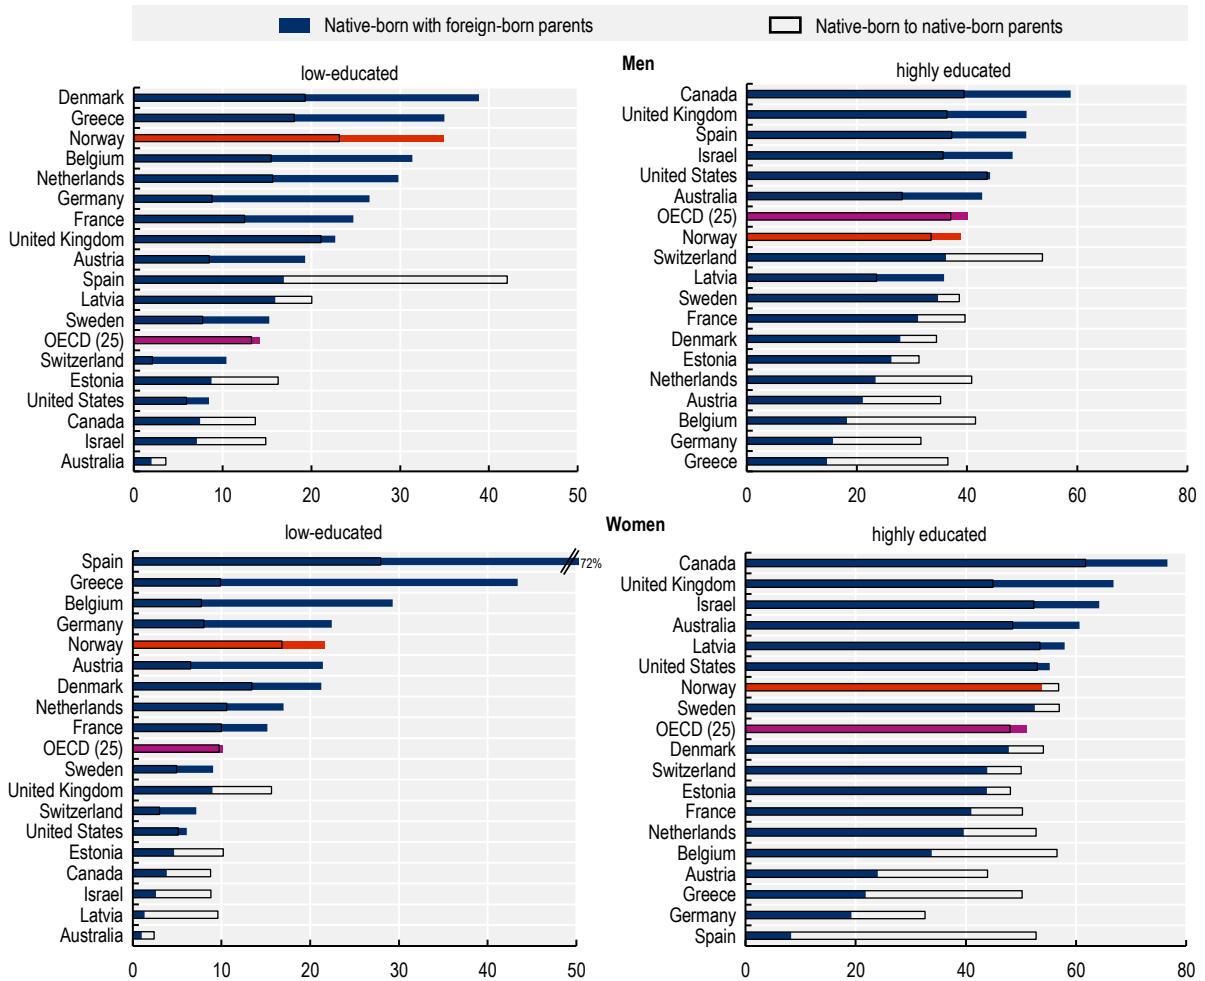 Native-born with foreign-born parents
Native-born to native-born parents
Men
low-educated
Denmark
Greece
Norway
Belgium
Netherlands
Germany
France
United Kingdom
Austria
Spain
Latvia
Sweden
OECD (25)
Switzerland
Estonia
United States
Canada
Israel
Australia
0 10 20 30 40 50
highly educated
Canada
United Kingdom
Spain
Israel
United States
Australia
OECD (25)
Norway
Switzerland
Latvia
Sweden
France
Denmark
Estonia
Netherlands
Austria
Belgium
Germany
Greece
0 20 40 60 80
Women
low-educated
Spain
72%
Greece
Belgium
Germany
Norway
Austria
Denmark
Netherlands
France
OECD (25)
Sweden
United Kingdom
Switzerland
United States
Estonia
Canada
Israel
Latvia
Australia
0 10 20 30 40 50
highly educated
Canada
United Kingdom
Israel
Australia
Latvia
United States
Norway
Sweden
OECD (25)
Denmark
Switzerland
Estonia
France
Netherlands
Belgium
Austria
Greece
Germany
Spain
0 20 40 60 80